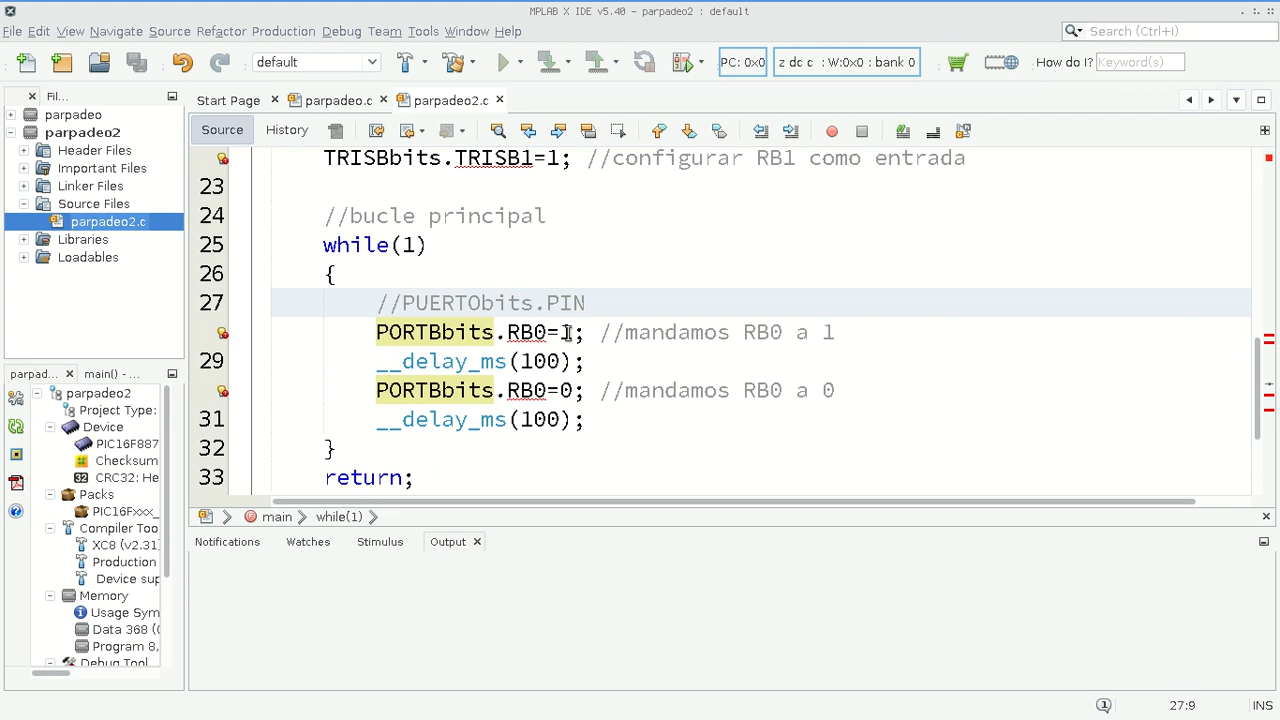 MPLAB X IDE v5.40 - parpadeo2 : default
File Edit View Navigate Source Refactor Production Debug Team Tools Window Help
Search (Ctrl+I)
default
PC: 0x0
z dc c : W:0x0 : bank 0
How do I?
Keyword(s)
Fil...
Start Page
parpadeo.c
parpadeo2.c
parpadeo
parpadeo2
Header Files
Important Files
Linker Files
Source Files
parpadeo2.c
Libraries
Loadables
Source
History
TRISBbits.TRISB1=1; //configurar RB1 como entrada
23
24 //bucle principal
25 while(1)
26 {
27 //PUERTObits.PIN
PORTBbits.RB0=1; //mandamos RB0 a 1
29 __delay_ms(100);
PORTBbits.RB0=0; //mandamos RB0 a 0
31 __delay_ms(100);
32 }
33 return;
main
while(1)
parpad...
main() - ...
parpadeo2
Project Type:
Device
PIC16F887
Checksum
CRC32: He
Packs
PIC16Fxxx_
Compiler Too
XC8 (v2.31)
Production
Device sup
Memory
Usage Sym
Data 368 (
Program 8,
Debug Tool
Notifications
Watches
Stimulus
Output
1
27:9
INS